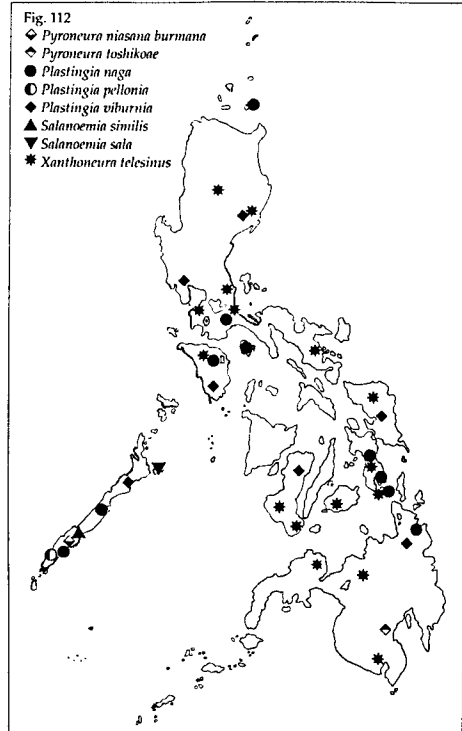 Fig. 112
Pyroneura niasana burmana
Pyroneura toshikoae
Plastingia naga
Plastingia pellonia
Plastingia viburnia
Salanoemia similis
Salanoemia sala
Xanthoneura telesinus